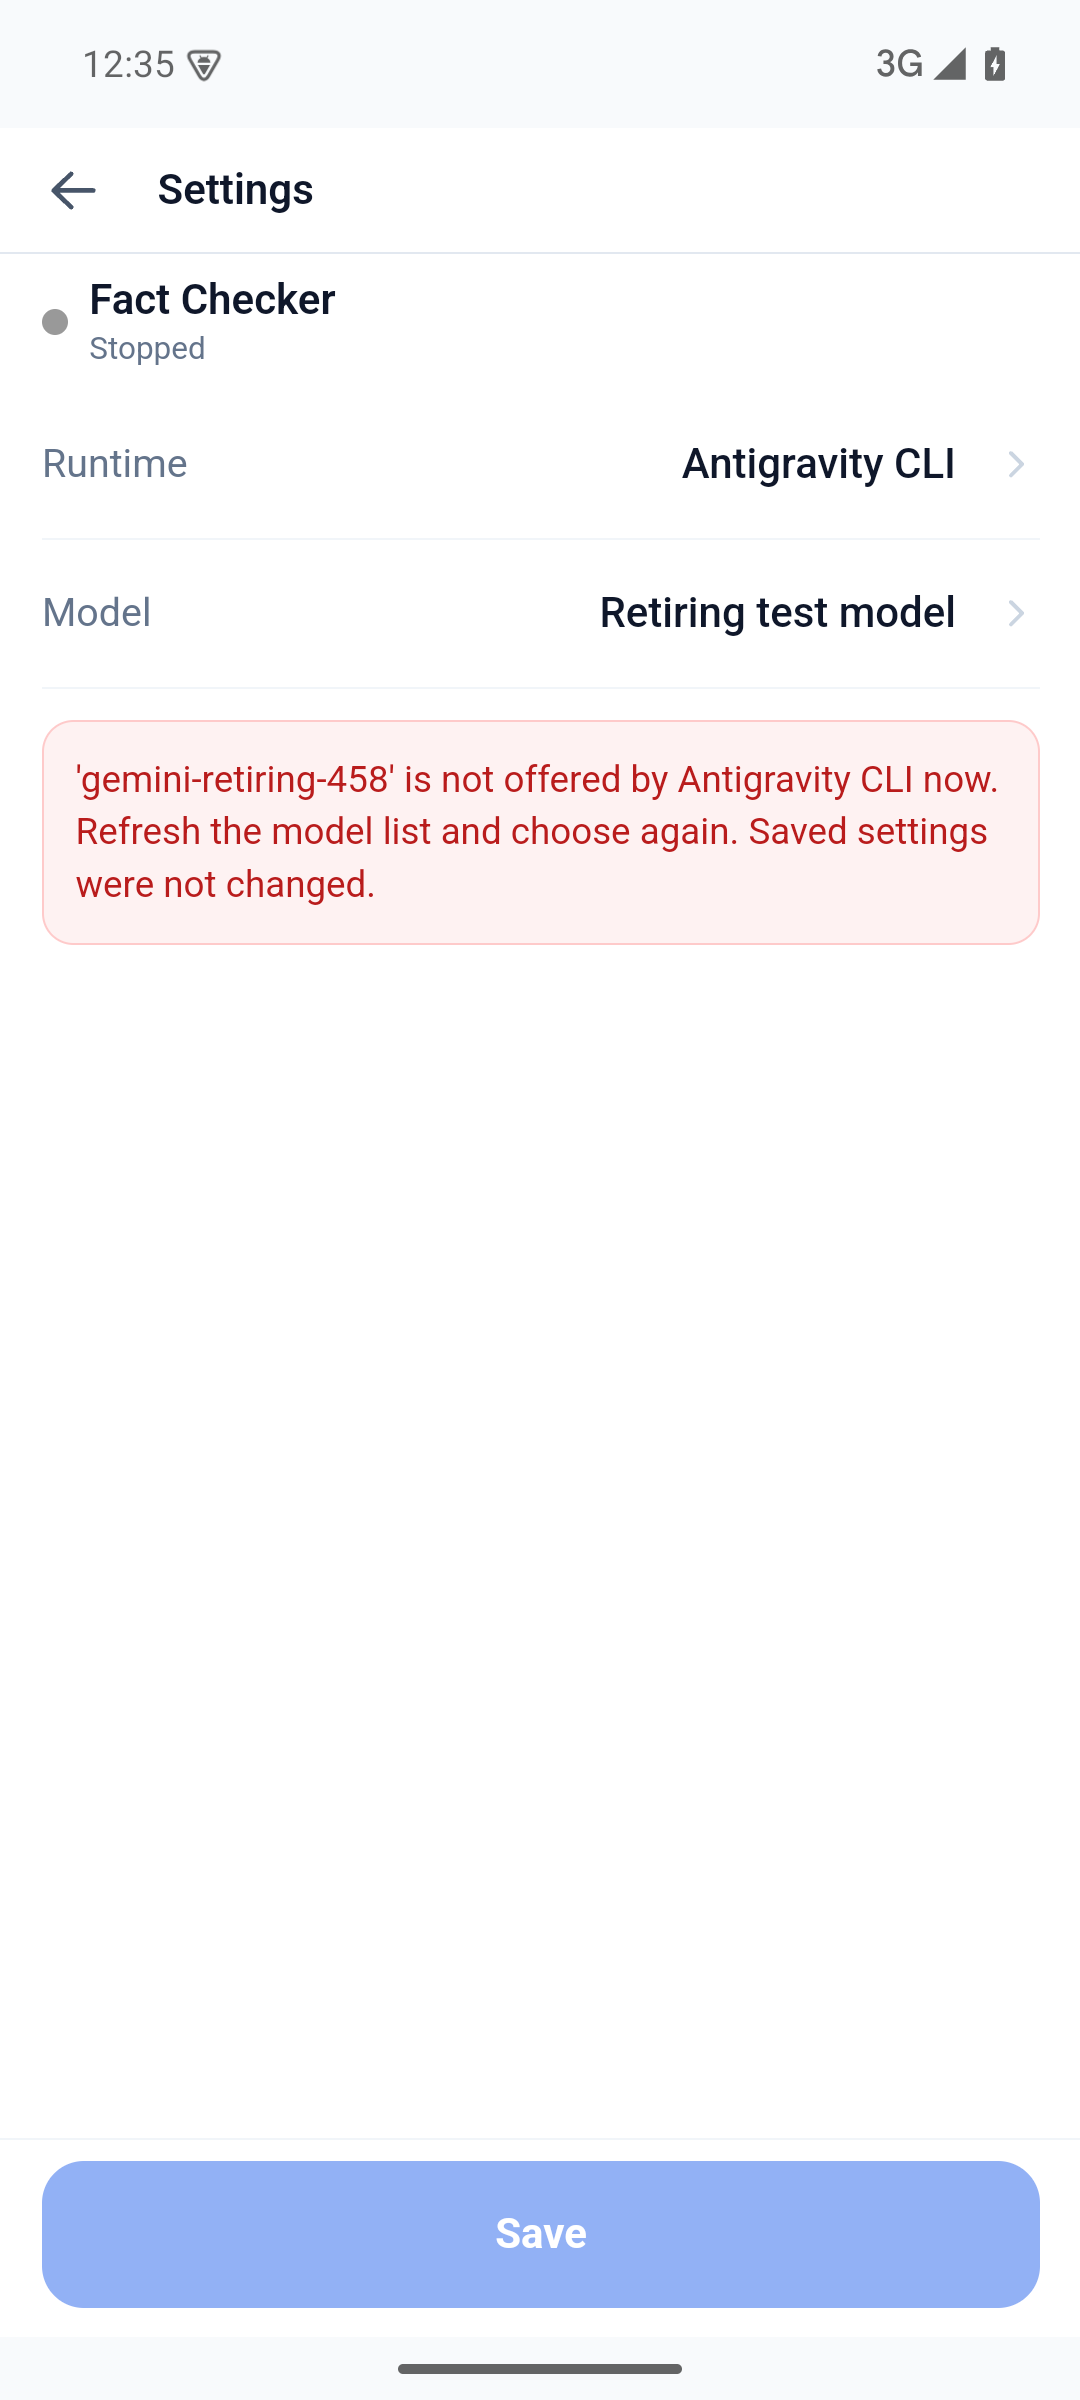 12:35
3G
Settings
Fact Checker
Stopped
Runtime
Antigravity CLI
Model
Retiring test model
'gemini-retiring-458' is not offered by Antigravity CLI now.
Refresh the model list and choose again. Saved settings
were not changed.
Save